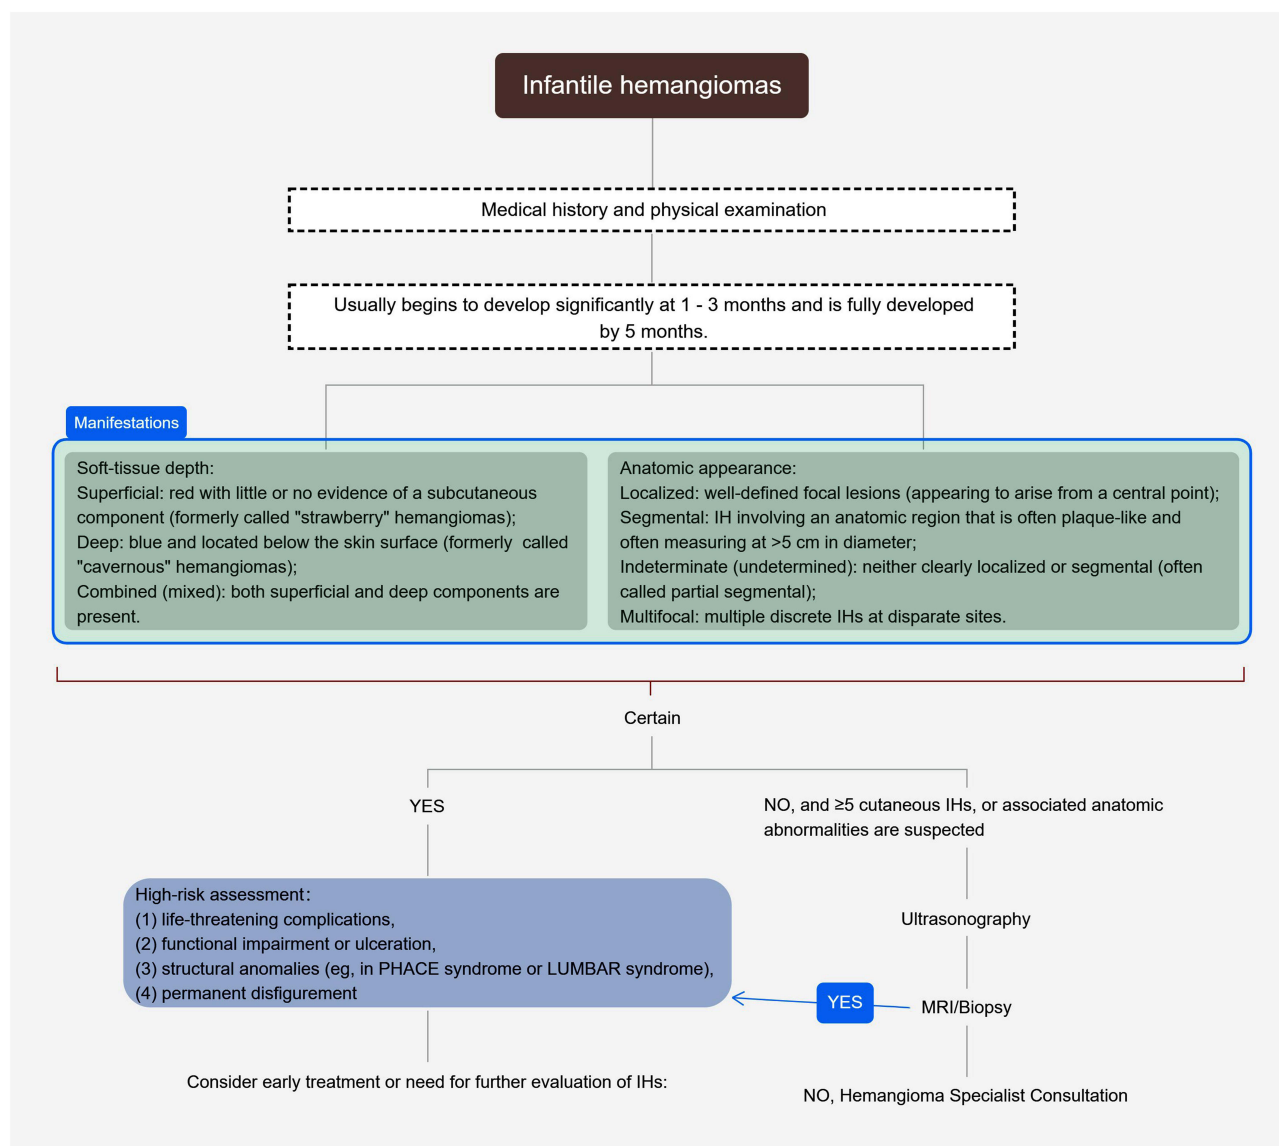 Infantile hemangiomas
Medical history and physical examination
Usually begins to develop significantly at 1 - 3 months and is fully developed
by 5 months.
Manifestations
Soft-tissue depth:
Superficial: red with little or no evidence of a subcutaneous
component (formerly called "strawberry" hemangiomas);
Deep: blue and located below the skin surface (formerly called
"cavernous" hemangiomas);
Combined (mixed): both superficial and deep components are
present.
Anatomic appearance:
Localized: well-defined focal lesions (appearing to arise from a central point);
Segmental: IH involving an anatomic region that is often plaque-like and
often measuring at >5 cm in diameter;
Indeterminate (undetermined): neither clearly localized or segmental (often
called partial segmental);
Multifocal: multiple discrete IHs at disparate sites.
Certain
YES
NO, and ≥5 cutaneous IHs, or associated anatomic
abnormalities are suspected
High-risk assessment:
(1) life-threatening complications,
(2) functional impairment or ulceration,
(3) structural anomalies (eg, in PHACE syndrome or LUMBAR syndrome),
(4) permanent disfigurement
Ultrasonography
YES
MRI/Biopsy
Consider early treatment or need for further evaluation of IHs:
NO, Hemangioma Specialist Consultation